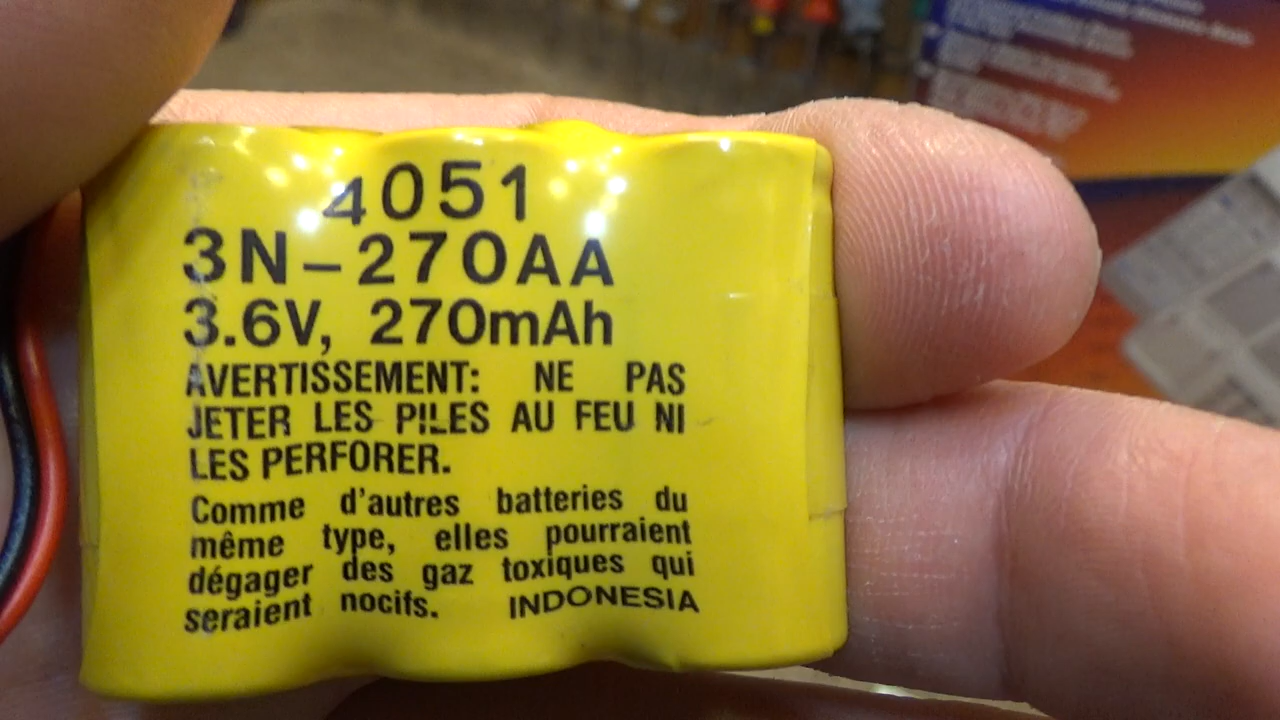 4051
3N-270AA
3.6V, 270mAh
AVERTISSEMENT: NE PAS
JETER LES PILES AU FEU NI
LES PERFORER.
Comme d'autres batteries du
même type, elles pourraient
dégager des gaz toxiques qui
seraient nocifs. INDONESIA